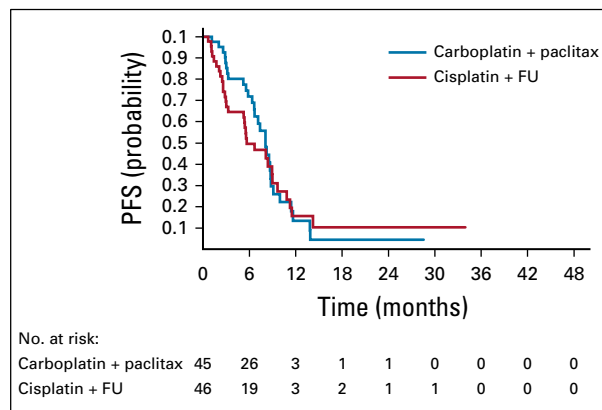 0.1
Carboplatin + paclitax
Cisplatin + FU
0.9
0.8
0.7
0.6
0.5
0.4
0.3
0.2
0.1
PFS (probability)
0 6 12 18 24 30 36 42 48
Time (months)
No. at risk:
Carboplatin + paclitax 45 26 3 1 1 0 0 0 0
Cisplatin + FU 46 19 3 2 1 1 0 0 0